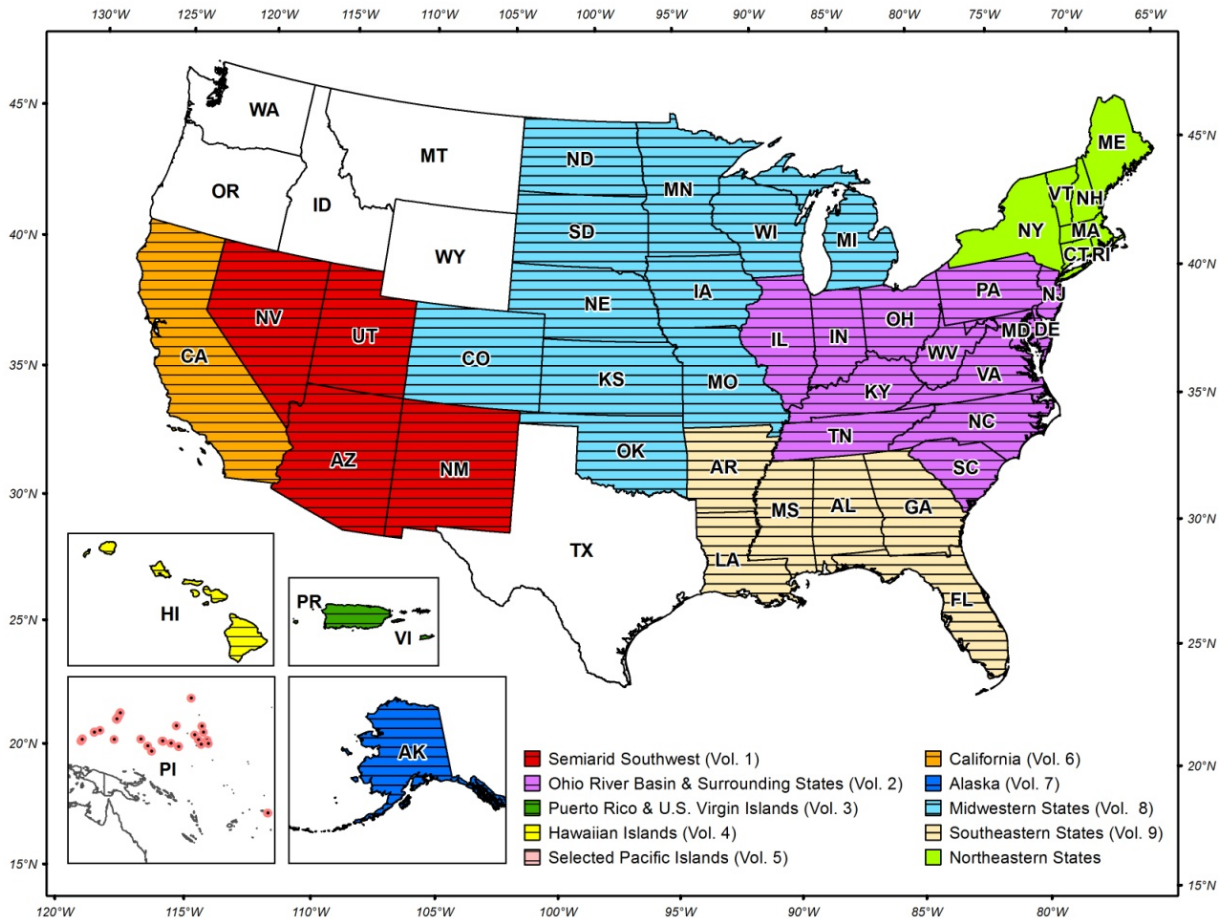 130°W 125°W 120°W 115°W 110°W 105°W 100°W 95°W 90°W 85°W 80°W 75°W 70°W 65°W
45°N
40°N
35°N
30°N
25°N
20°N
15°N
WA
MT
ND
MN
ME
OR
ID
SD
WI
MI
VT
NH
NY
MA
CT
RI
WY
NE
IA
PA
NJ
NV
UT
CO
IL
IN
OH
MD
DE
WV
CA
KS
MO
KY
VA
AZ
NM
OK
AR
TN
NC
SC
TX
LA
MS
AL
GA
FL
HI
PR
VI
PI
AK
45°N
40°N
35°N
30°N
25°N
20°N
15°N
Semiarid Southwest (Vol. 1)
Ohio River Basin & Surrounding States (Vol. 2)
Puerto Rico & U.S. Virgin Islands (Vol. 3)
Hawaiian Islands (Vol. 4)
Selected Pacific Islands (Vol. 5)
California (Vol. 6)
Alaska (Vol. 7)
Midwestern States (Vol. 8)
Southeastern States (Vol. 9)
Northeastern States
120°W 115°W 110°W 105°W 100°W 95°W 90°W 85°W 80°W